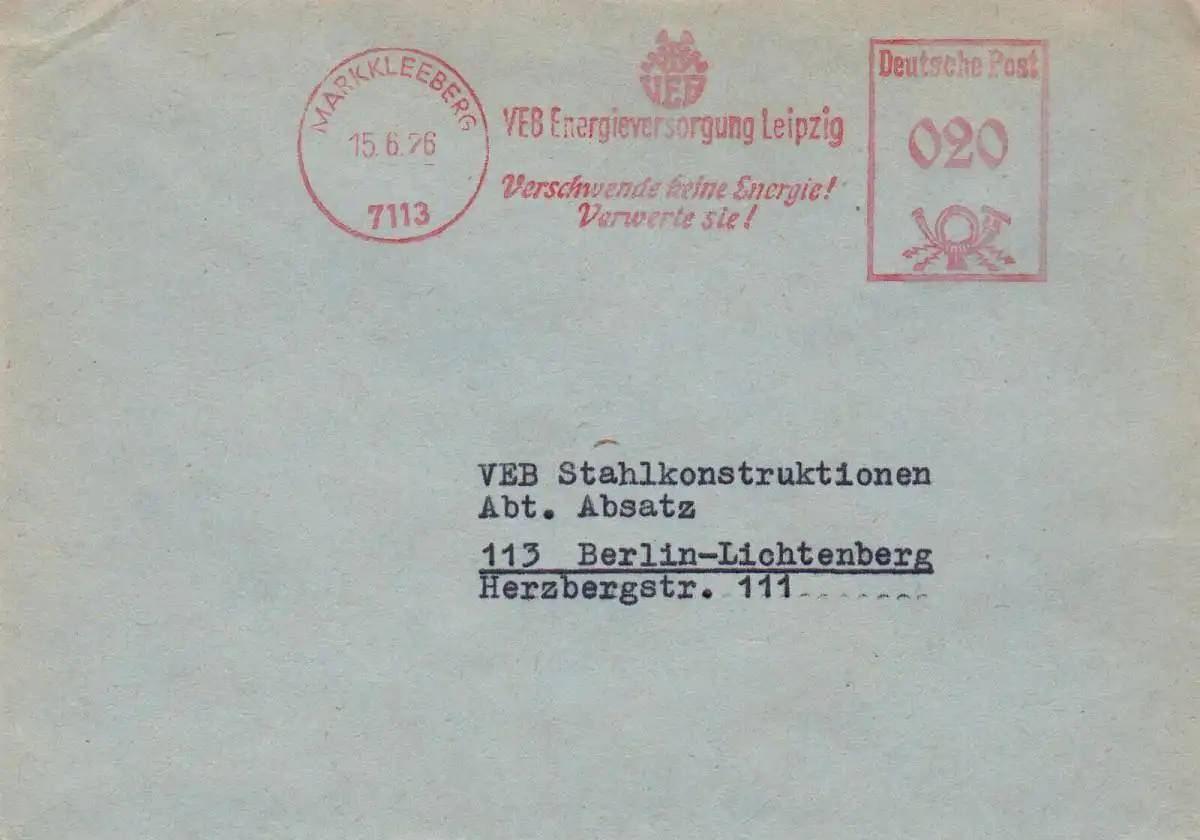 MARKKLEEBERG
15.6.76
7113
VEB
VEB Energieversorgung Leipzig
Verschwende keine Energie!
Verwerte sie!
Deutsche Post
020
VEB Stahlkonstruktionen
Abt. Absatz
113 Berlin-Lichtenberg
Herzbergstr. 111